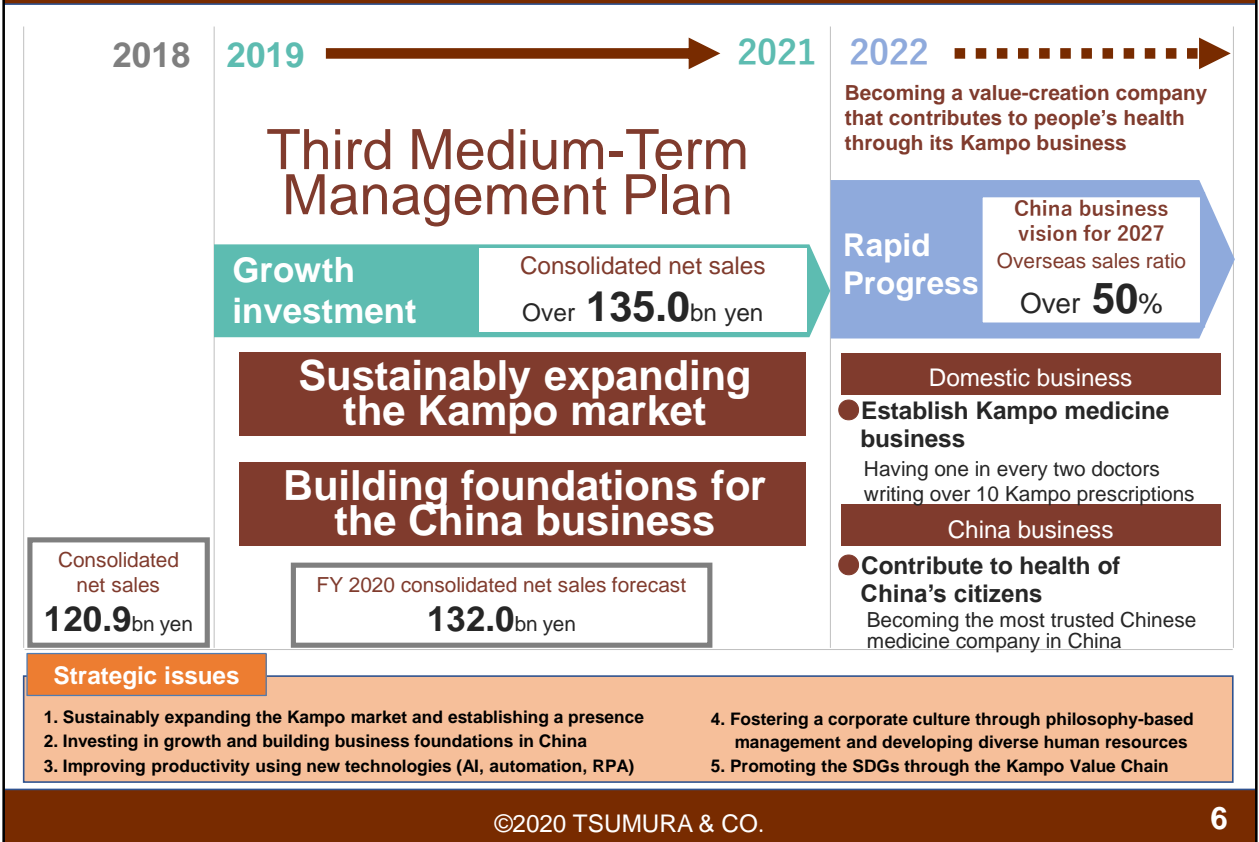 2018
2019
2021
2022
Third Medium-Term
Management Plan
Growth
investment
Consolidated net sales
Over 135.0bn yen
Sustainably expanding
the Kampo market
Building foundations for
the China business
Consolidated
net sales
120.9bn yen
FY 2020 consolidated net sales forecast
132.0bn yen
Becoming a value-creation company
that contributes to people's health
through its Kampo business
Rapid
Progress
China business
vision for 2027
Overseas sales ratio
Over 50%
Domestic business
●Establish Kampo medicine
business
Having one in every two doctors
writing over 10 Kampo prescriptions
China business
●Contribute to health of
China's citizens
Becoming the most trusted Chinese
medicine company in China
Strategic issues
1. Sustainably expanding the Kampo market and establishing a presence
2. Investing in growth and building business foundations in China
3. Improving productivity using new technologies (AI, automation, RPA)
4. Fostering a corporate culture through philosophy-based
management and developing diverse human resources
5. Promoting the SDGs through the Kampo Value Chain
©2020 TSUMURA & CO.
6